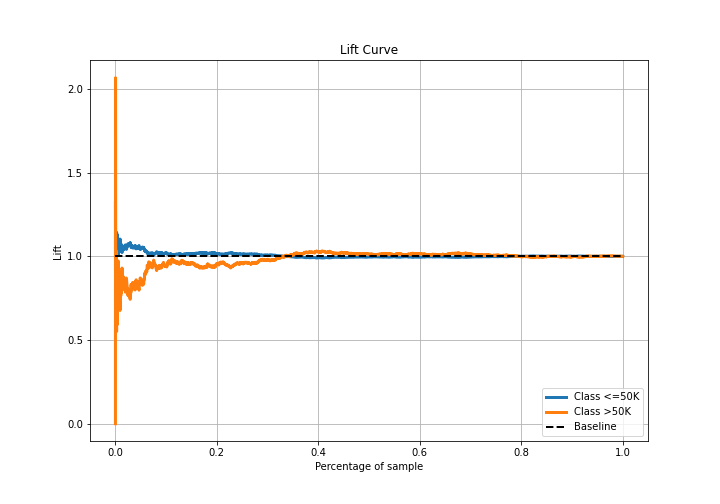 Lift Curve
Lift
2.0
1.5
1.0
0.5
0.0
0.0 0.2 0.4 0.6 0.8 1.0
Percentage of sample
Class <=50K
Class >50K
Baseline